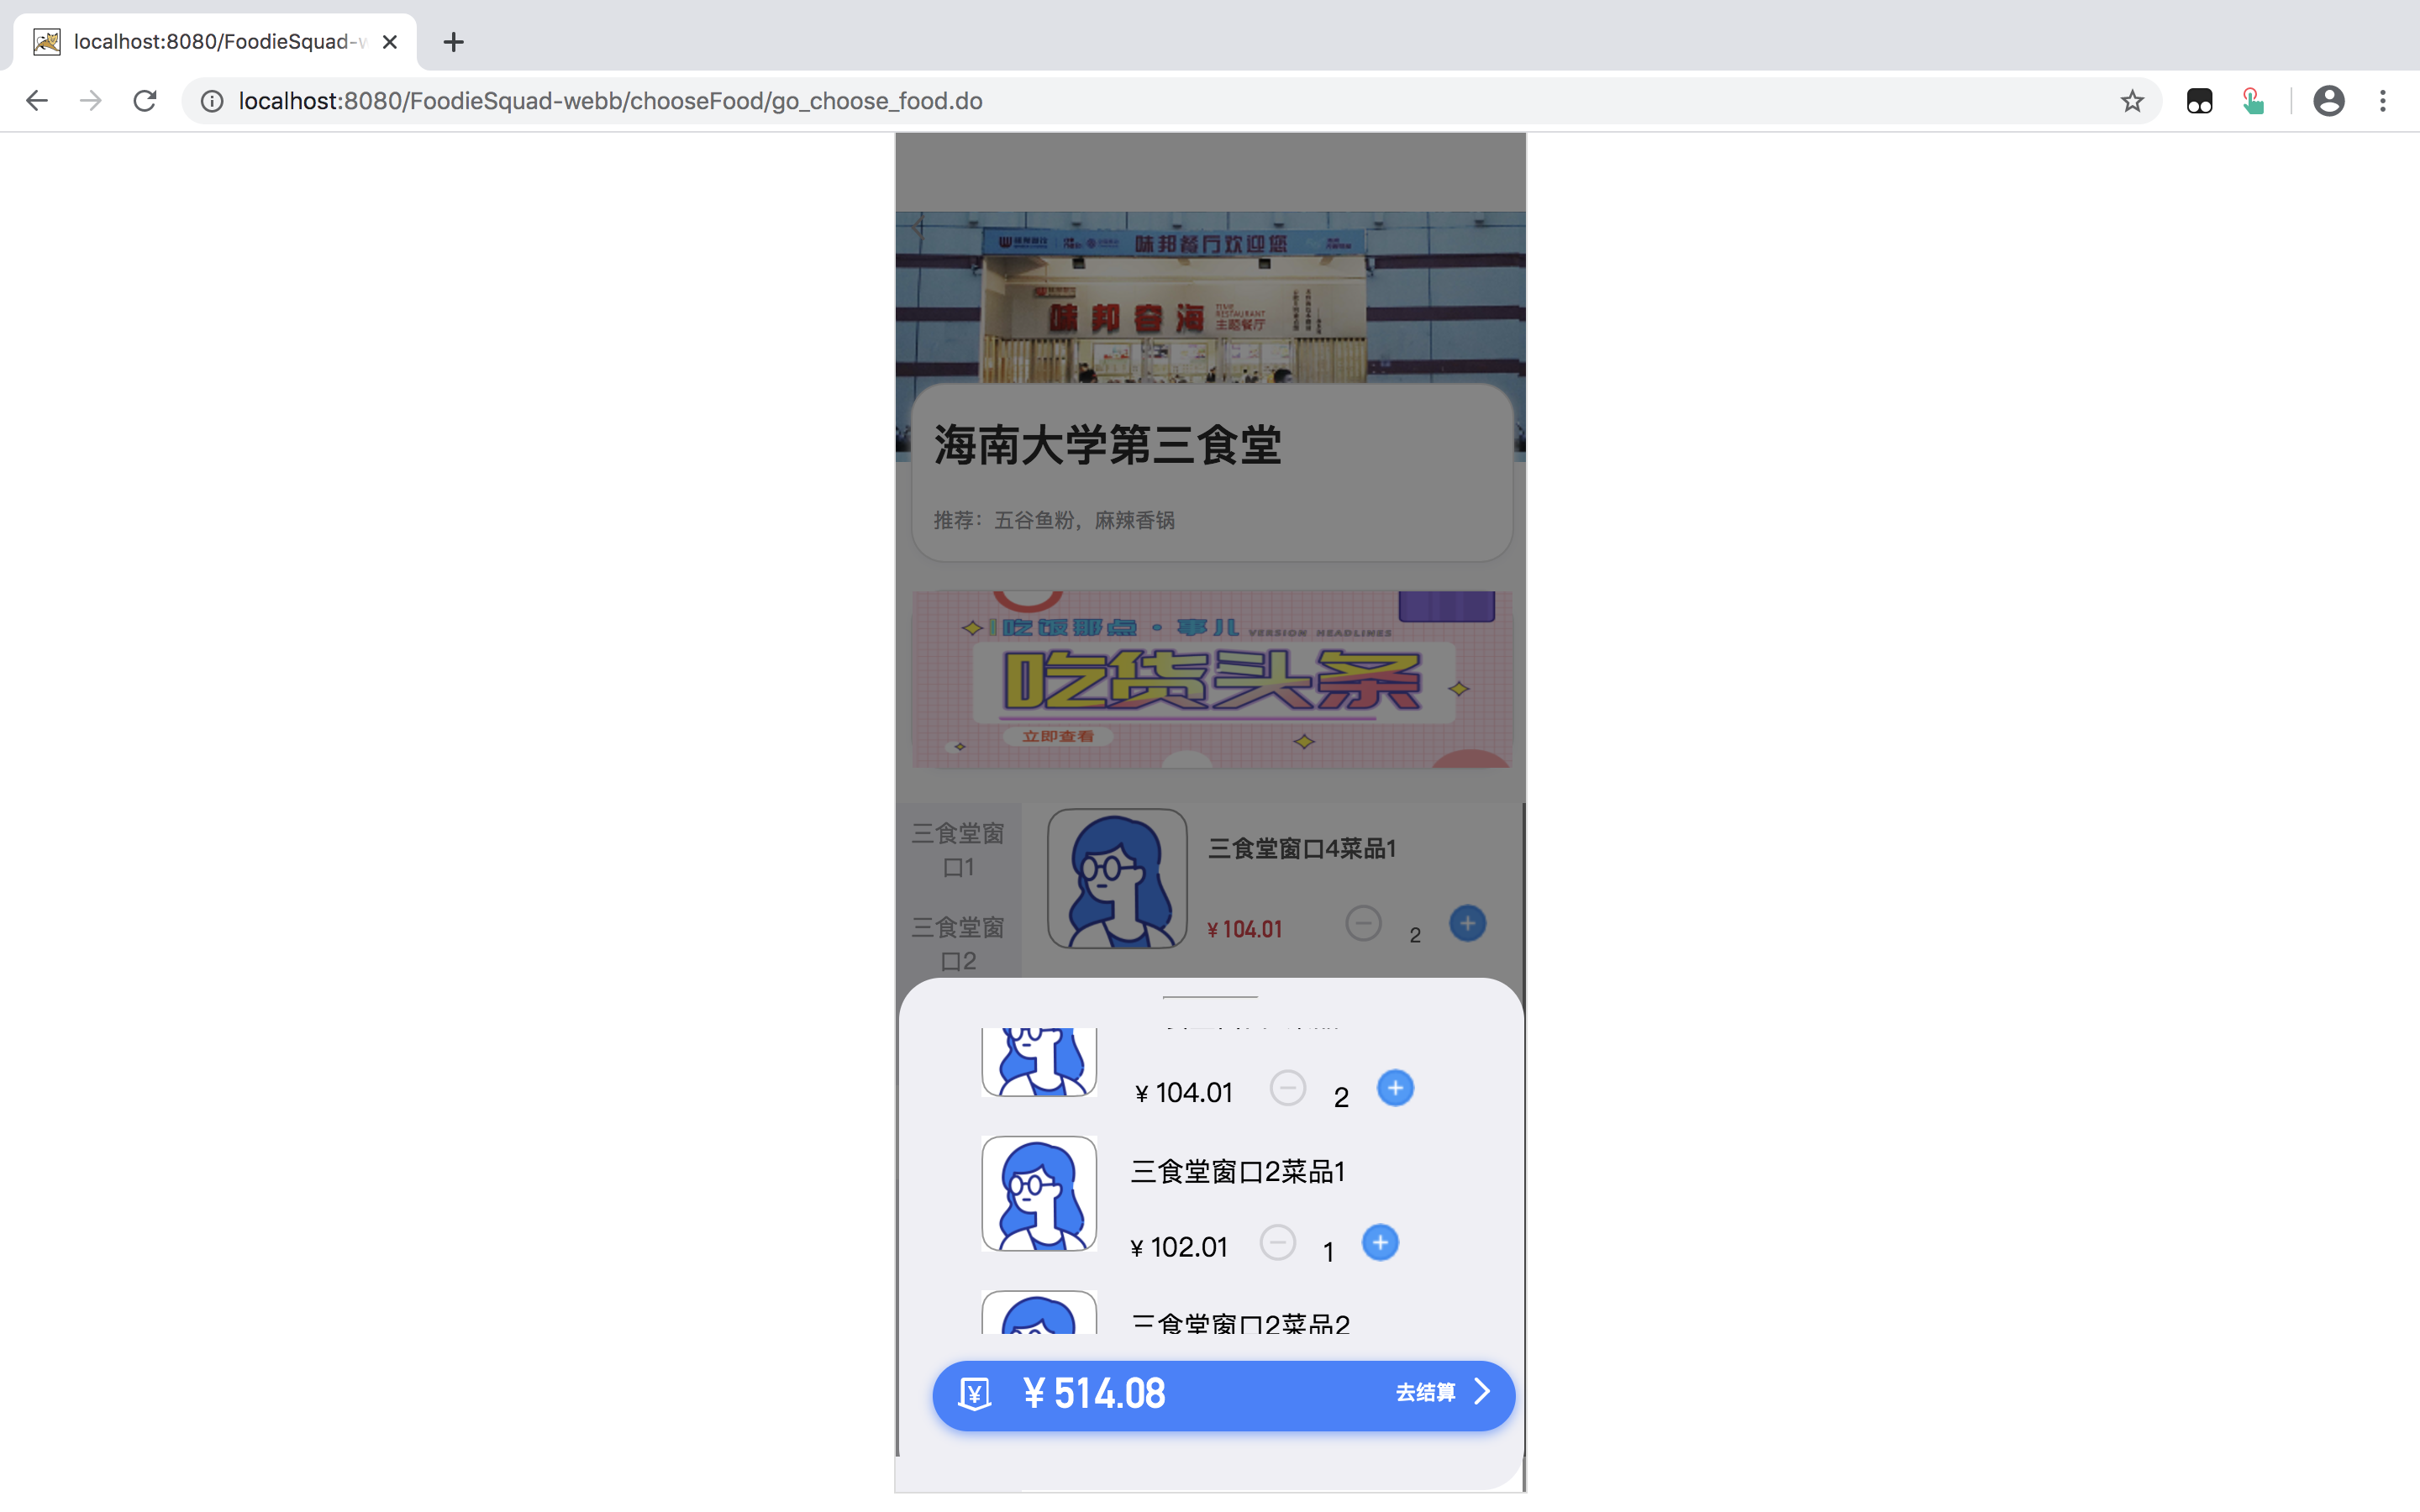 localhost:8080/FoodieSquad-w
localhost:8080/FoodieSquad-webb/chooseFood/go_choose_food.do
味邦餐厅欢迎您
味邦容海
TIME RESTAURANT
主题餐厅
海南大学第三食堂
推荐：五谷鱼粉，麻辣香锅
吃饭那点·事儿 VERSION HEADLINES
吃货头条
立即查看
三食堂窗
口1
三食堂窗口4菜品1
¥ 104.01
2
三食堂窗
口2
¥ 104.01
2
三食堂窗口2菜品1
¥ 102.01
1
三食堂窗口2菜品2
¥ 514.08
去结算